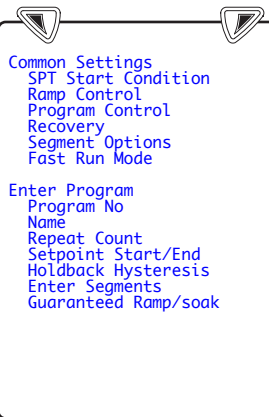 Common Settings
SPT Start Condition
Ramp Control
Program Control
Recovery
Segment Options
Fast Run Mode
Enter Program
Program No
Name
Repeat Count
Setpoint Start/End
Holdback Hysteresis
Enter Segments
Guaranteed Ramp/soak